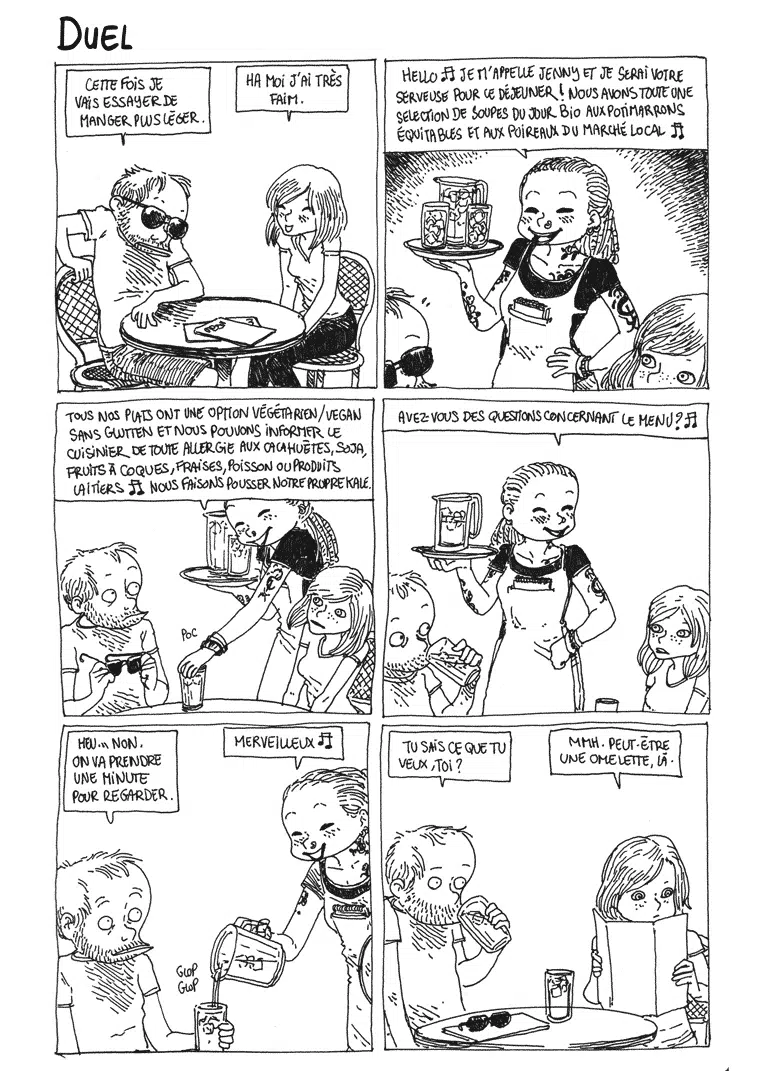 DUEL
CETTE FOIS JE
VAIS ESSAYER DE
MANGER PLUS LÉGER.
HA MOI J'AI TRÈS
FAIM.
HELLO ♫ JE M'APPELLE JENNY ET JE SERAI VOTRE
SERVEUSE POUR CE DÉJEUNER ! NOUS AVONS TOUTE UNE
SELECTION DE SOUPES DU JOUR BIO AUX POTIMARRONS
ÉQUITABLES ET AUX POIREAUX DU MARCHÉ LOCAL ♫
TOUS NOS PLATS ONT UNE OPTION VÉGÉTARIEN/VEGAN
SANS GLUTTEN ET NOUS POUVONS INFORMER LE
CUISINIER DE TOUTE ALLERGIE AUX CACAHUÈTES, SOJA,
FRUITS À COQUES, FRAISES, POISSON OU PRODUITS
LAITIERS ♫ NOUS FAISONS POUSSER NOTRE PROPRE KALE.
POC
AVEZ-VOUS DES QUESTIONS CONCERNANT LE MENU? ♫
HEU... NON.
ON VA PRENDRE
UNE MINUTE
POUR REGARDER.
MERVEILLEUX ♫
GLOP
GLOP
TU SAIS CE QUE TU
VEUX, TOI ?
MMH. PEUT-ÊTRE
UNE OMELETTE, LÀ.